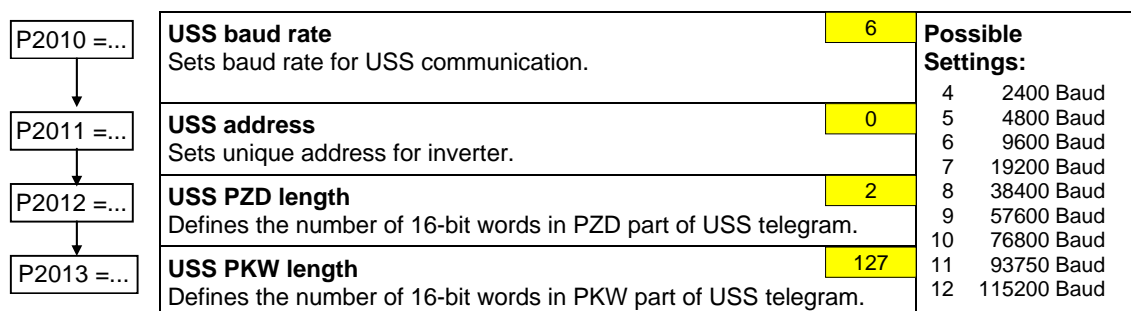 P2010 =...
USS baud rate 6
Sets baud rate for USS communication.
P2011 =...
USS address 0
Sets unique address for inverter.
P2012 =...
USS PZD length 2
Defines the number of 16-bit words in PZD part of USS telegram.
P2013 =...
USS PKW length 127
Defines the number of 16-bit words in PKW part of USS telegram.
Possible
Settings:
4 2400 Baud
5 4800 Baud
6 9600 Baud
7 19200 Baud
8 38400 Baud
9 57600 Baud
10 76800 Baud
11 93750 Baud
12 115200 Baud